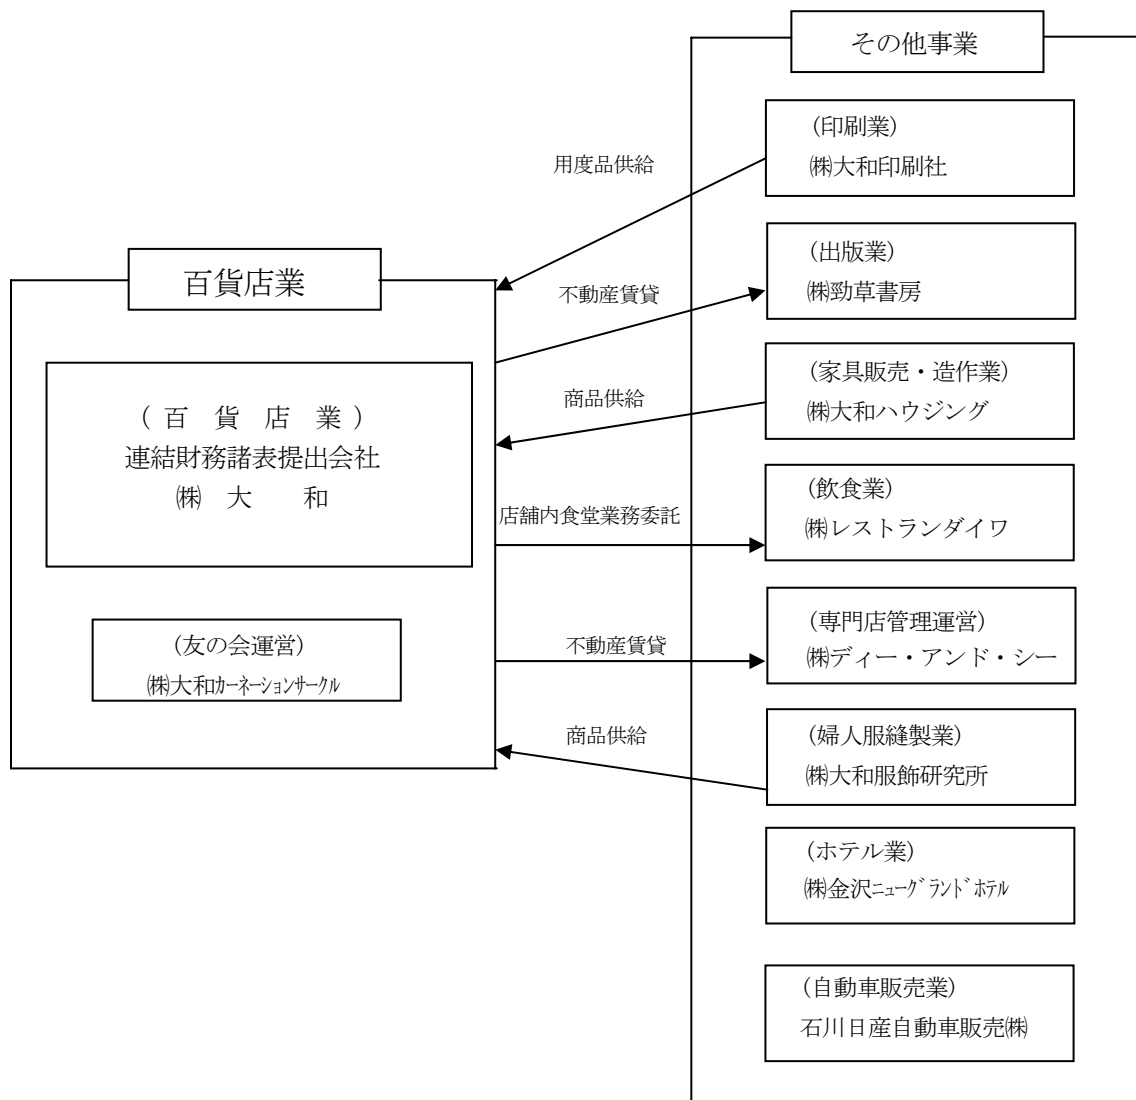 その他事業
(印刷業)
㈱大和印刷社
用度品供給
(出版業)
㈱勁草書房
百貨店業
不動産賃貸
(家具販売・造作業)
㈱大和ハウジング
商品供給
(百貨店業)
連結財務諸表提出会社
㈱ 大 和
(飲食業)
㈱レストランダイワ
店舗内食堂業務委託
(専門店管理運営)
㈱ディー・アンド・シー
不動産賃貸
(友の会運営)
㈱大和カーネーションサークル
商品供給
(婦人服縫製業)
㈱大和服飾研究所
(ホテル業)
㈱金沢ニューグランドホテル
(自動車販売業)
石川日産自動車販売㈱